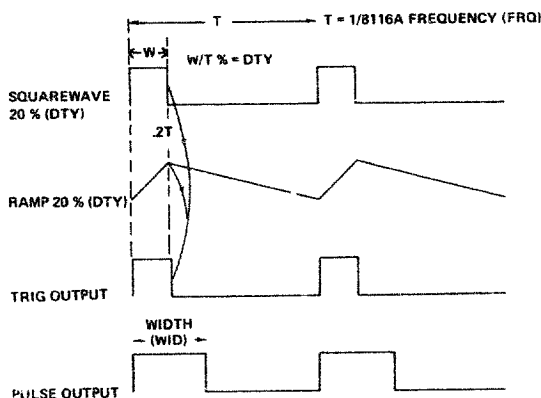 T T = 1/8116A FREQUENCY (FRQ)
W
W/T % = DTY
SQUAREWAVE
20 % (DTY)
.2T
RAMP 20 % (DTY)
TRIG OUTPUT
WIDTH
(WID)
PULSE OUTPUT